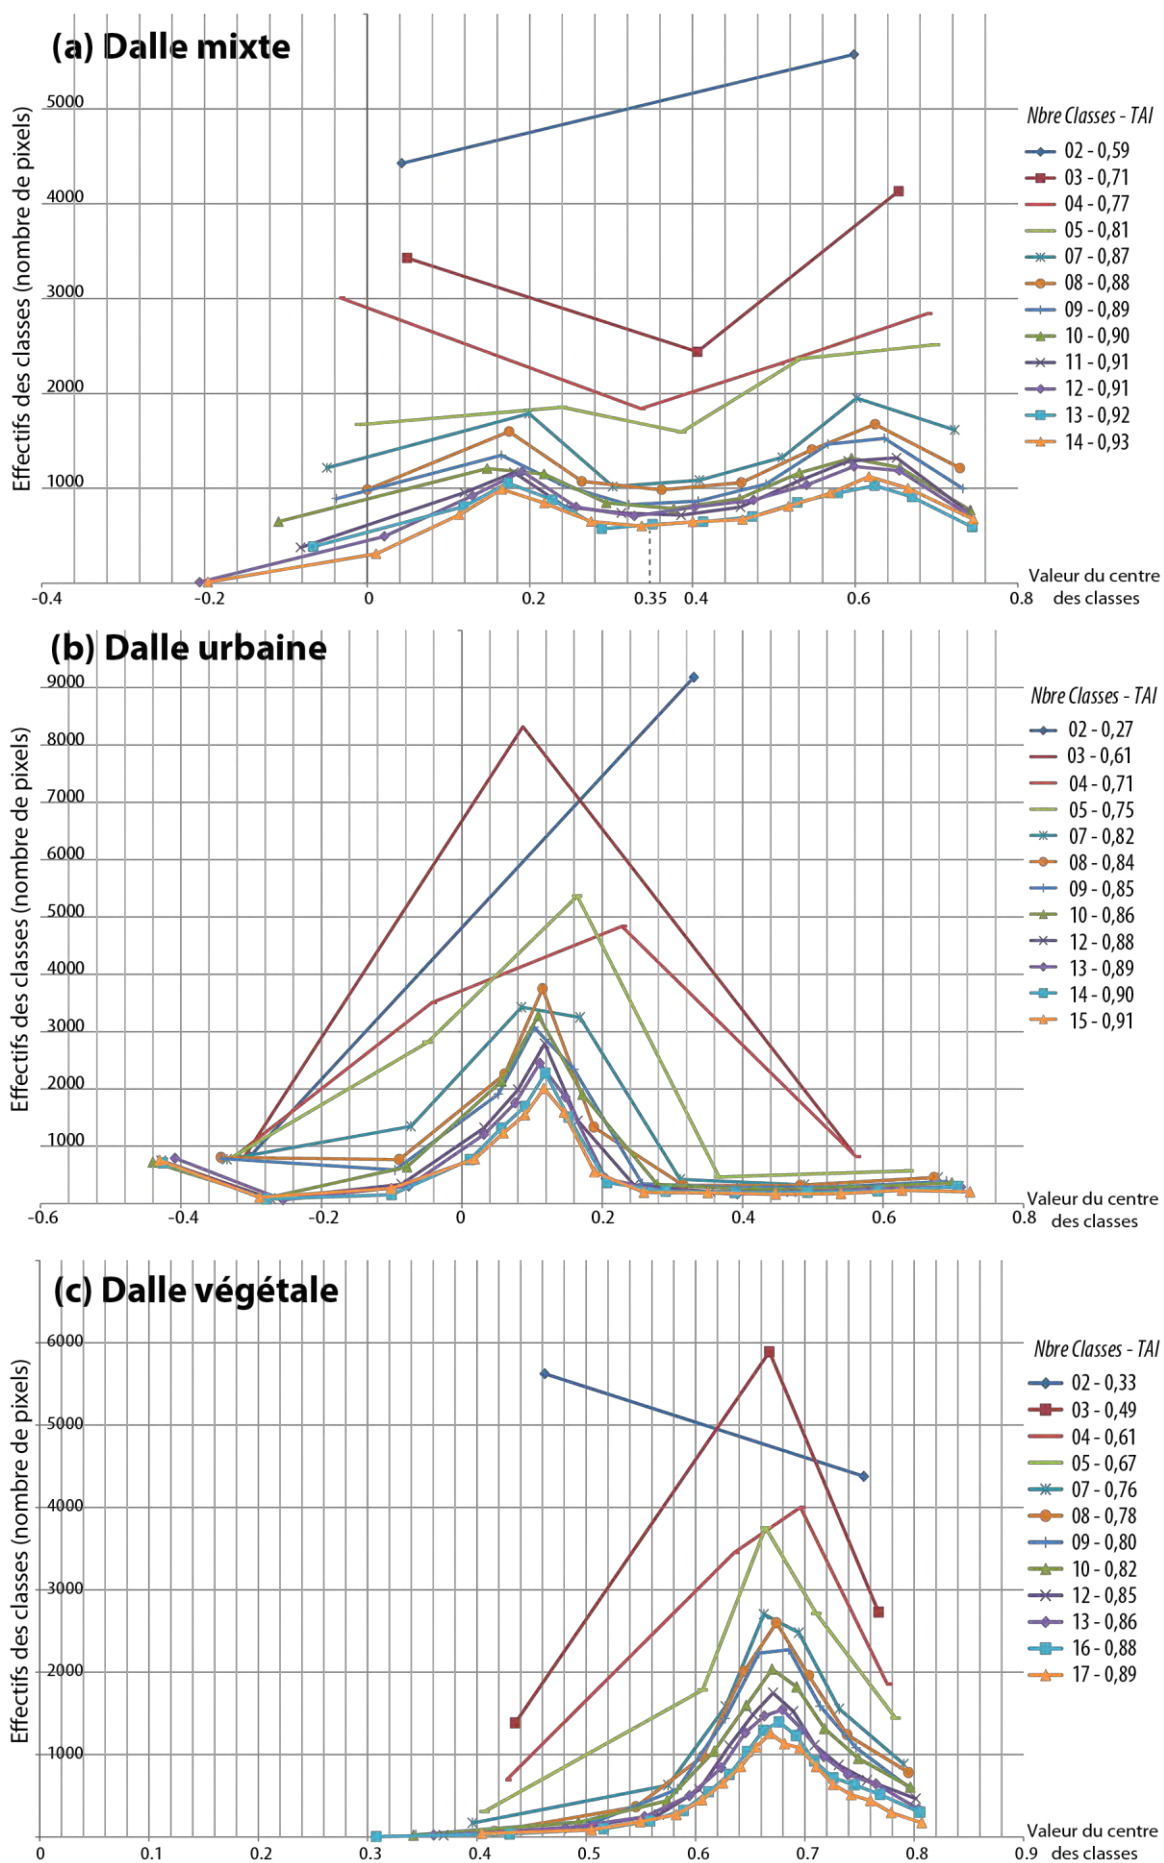 (a) Dalle mixte
Effectifs des classes (nombre de pixels)
5000
4000
3000
2000
1000
-0.4
-0.2
0
0.2
0.35
0.4
0.6
0.8
Valeur du centre
des classes
Nbre Classes - TAI
02 - 0,59
03 - 0,71
04 - 0,77
05 - 0,81
07 - 0,87
08 - 0,88
09 - 0,89
10 - 0,90
11 - 0,91
12 - 0,91
13 - 0,92
14 - 0,93
(b) Dalle urbaine
Effectifs des classes (nombre de pixels)
9000
8000
7000
6000
5000
4000
3000
2000
1000
-0.6
-0.4
-0.2
0
0.2
0.4
0.6
0.8
Valeur du centre
des classes
Nbre Classes - TAI
02 - 0,27
03 - 0,61
04 - 0,71
05 - 0,75
07 - 0,82
08 - 0,84
09 - 0,85
10 - 0,86
12 - 0,88
13 - 0,89
14 - 0,90
15 - 0,91
(c) Dalle végétale
Effectifs des classes (nombre de pixels)
6000
5000
4000
3000
2000
1000
0
0.1
0.2
0.3
0.4
0.5
0.6
0.7
0.8
0.9
Valeur du centre
des classes
Nbre Classes - TAI
02 - 0,33
03 - 0,49
04 - 0,61
05 - 0,67
07 - 0,76
08 - 0,78
09 - 0,80
10 - 0,82
12 - 0,85
13 - 0,86
16 - 0,88
17 - 0,89